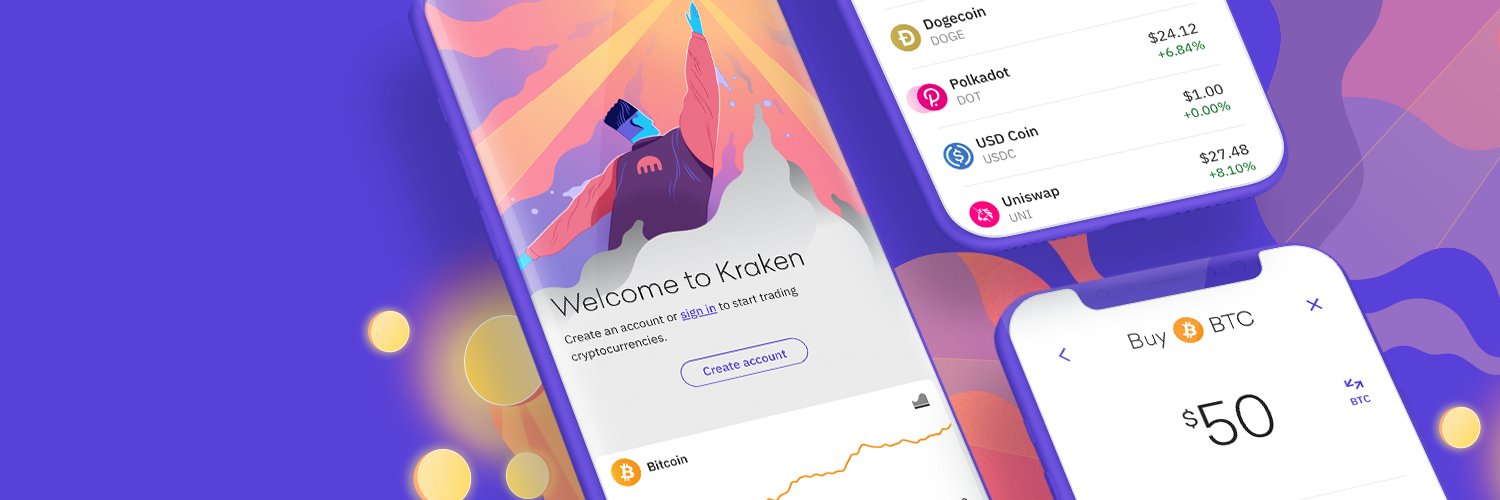 Welcome to Kraken
Create an account or sign in to start trading
cryptocurrencies.
Create account
Bitcoin
Dogecoin
DOGE
$24.12
+6.84%
Polkadot
DOT
$1.00
+0.00%
USD Coin
USDC
$27.48
+8.10%
Uniswap
UNI
Buy BTC
$50
BTC